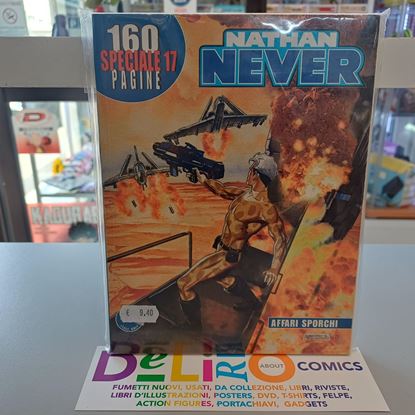 160
SPECIALE 17
PAGINE
NATHAN
NEVER
€ 9,40
AFFARI SPORCHI
DeLiRIO
ABOUT
COMICS
FUMETTI NUOVI, USATI, DA COLLEZIONE, LIBRI, RIVISTE,
LIBRI D'ILLUSTRAZIONI, POSTERS, DVD, T-SHIRTS, FELPE,
ACTION FIGURES, PORTACHIAVI, GADGETS